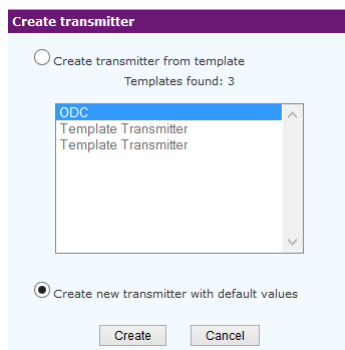 Create transmitter
Create transmitter from template
Templates found: 3
ODC
Template Transmitter
Template Transmitter
Create new transmitter with default values
Create Cancel